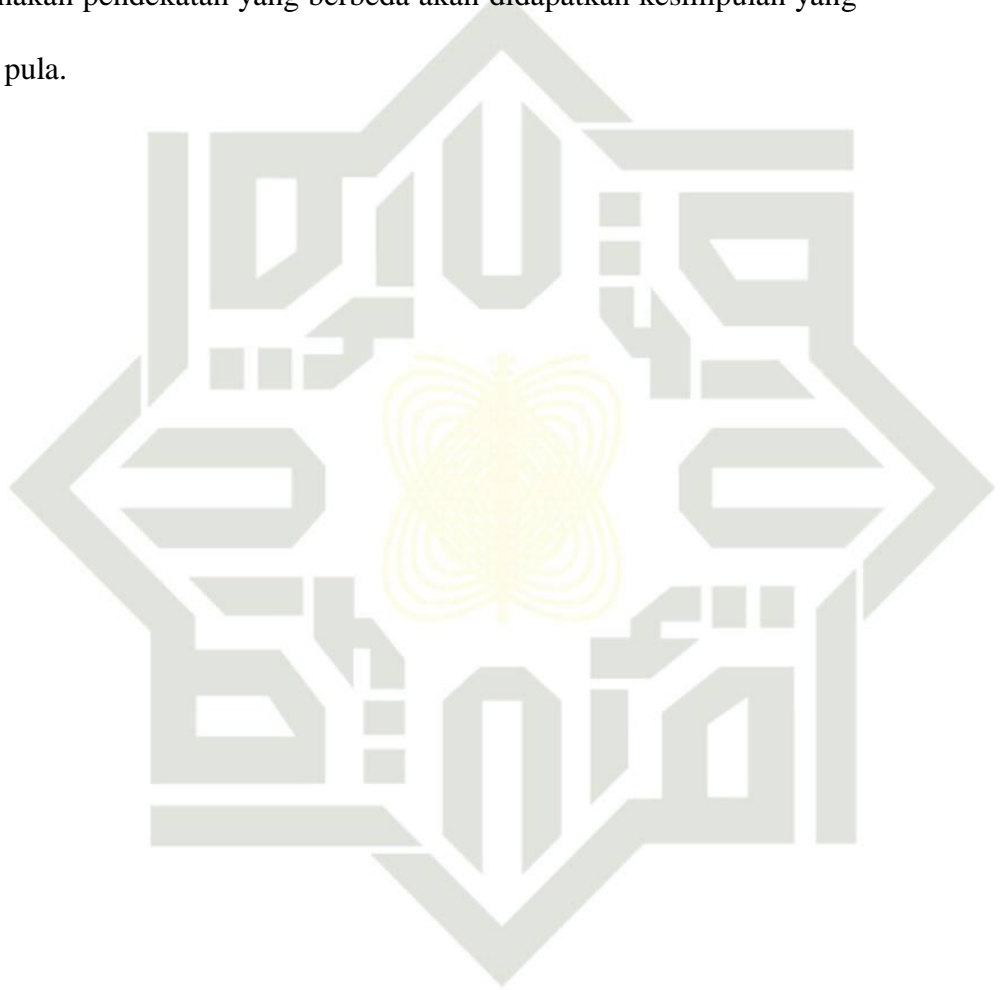 pendekatan yang berbeda akan didapatkan kesimpulan yang
pula.